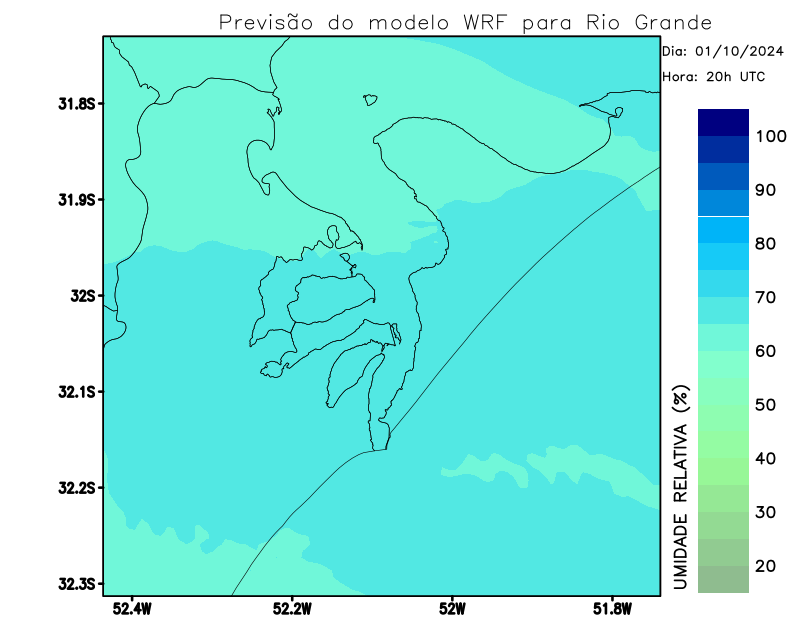 Previsão do modelo WRF para Rio Grande
Dia: 01/10/2024
Hora: 20h UTC
31.8S
31.9S
32S
32.1S
32.2S
32.3S
52.4W
52.2W
52W
51.8W
100
90
80
70
60
50
40
30
20
UMIDADE RELATIVA (%)